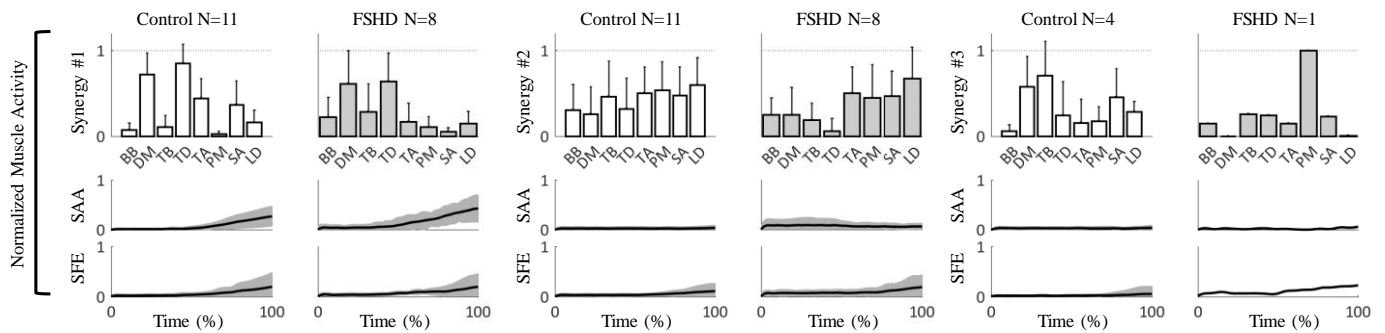 Control N=11 FSHD N=8 Control N=11 FSHD N=8 Control N=4 FSHD N=1
Normalized Muscle Activity
Synergy #1
1
0
BB DM TB TD TA PM SA LD
BB DM TB TD TA PM SA LD
Synergy #2
1
0
BB DM TB TD TA PM SA LD
BB DM TB TD TA PM SA LD
Synergy #3
1
0
BB DM TB TD TA PM SA LD
BB DM TB TD TA PM SA LD
SAA
1
0
SAA
1
0
SAA
1
0
SFE
1
0
0 Time (%) 100
0 Time (%) 100
SFE
1
0
0 Time (%) 100
0 Time (%) 100
SFE
1
0
0 Time (%) 100
0 Time (%) 100